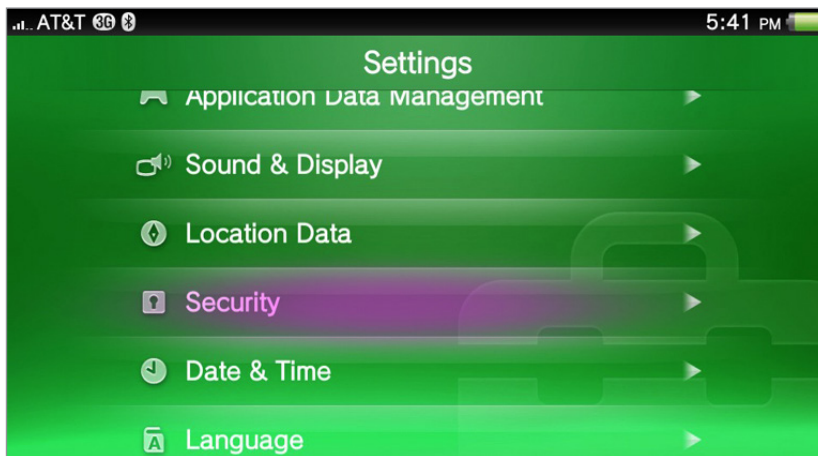 AT&T 3G 5:41 PM
Settings
Application Data Management
Sound & Display
Location Data
Security
Date & Time
A Language